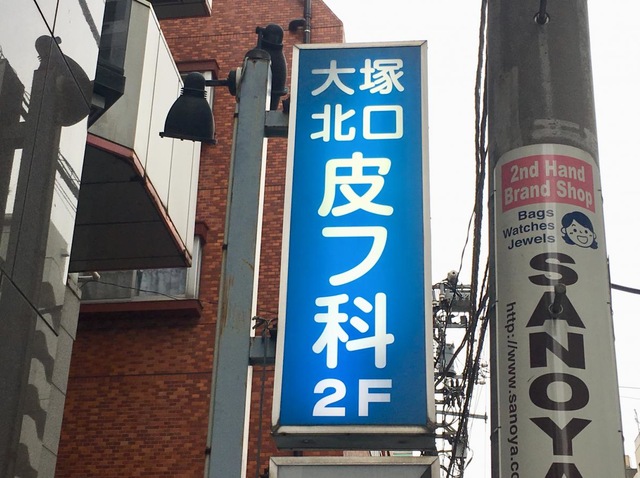 大塚
北口
皮フ科
2F
2nd Hand
Brand Shop
Bags
Watches
Jewels
SANOYA
http://www.sanoya.co